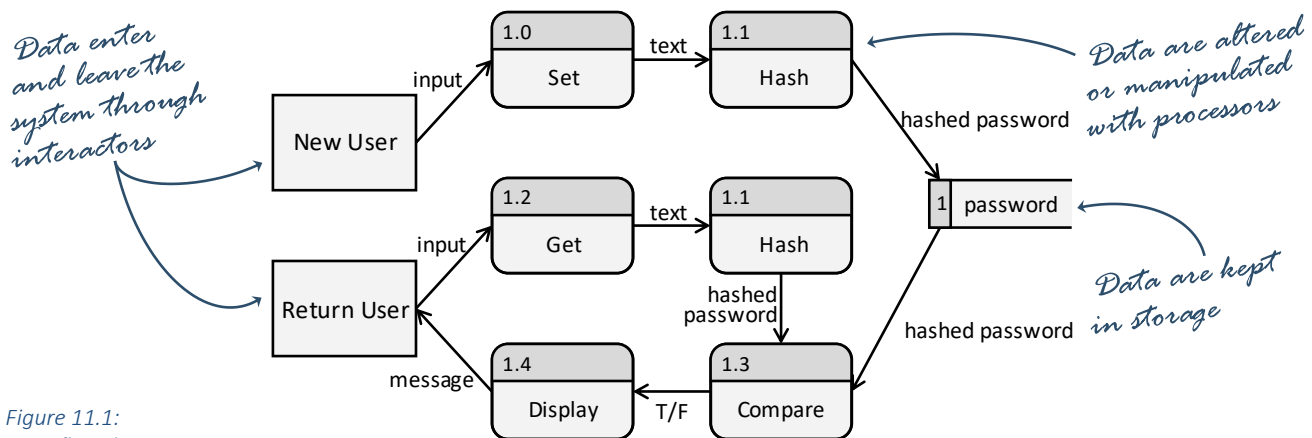 Data enter
and leave the
system through
interactors
New User
input
1.0
Set
text
1.1
Hash
Data are altered
or manipulated
with processors
hashed password
1 password
Data are kept
in storage
Return User
input
1.2
Get
text
1.1
Hash
hashed
password
hashed password
1.3
Compare
T/F
1.4
Display
message
Figure 11.1: